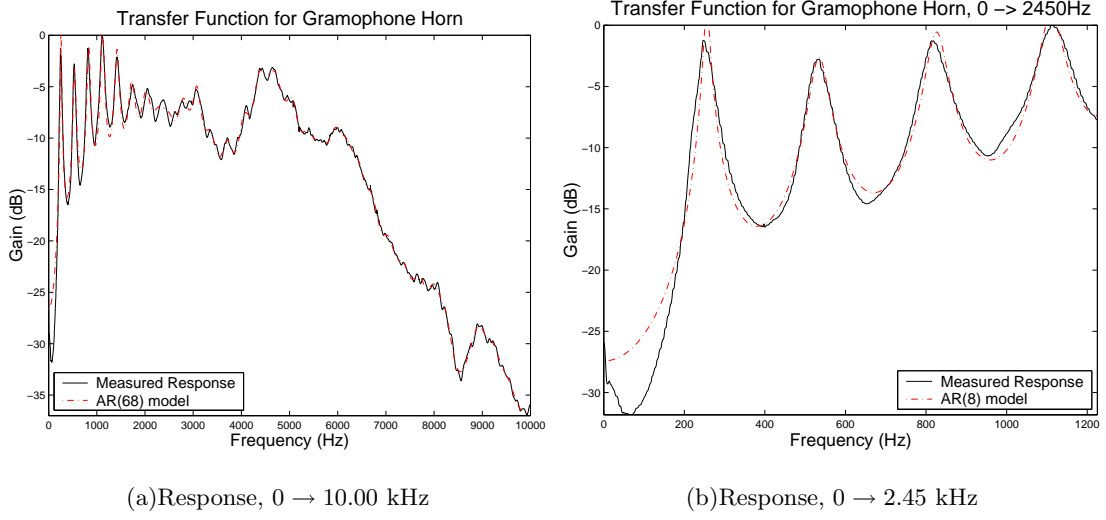 Transfer Function for Gramophone Horn
0
−5
−10
−15
−20
−25
−30
−35
Gain (dB)
Measured Response
AR(68) model
0 1000 2000 3000 4000 5000 6000 7000 8000 9000 10000
Frequency (Hz)
(a)Response, 0 → 10.00 kHz
Transfer Function for Gramophone Horn, 0 −> 2450Hz
0
−5
−10
−15
−20
−25
−30
Gain (dB)
Measured Response
AR(8) model
0 200 400 600 800 1000 1200
Frequency (Hz)
(b)Response, 0 → 2.45 kHz